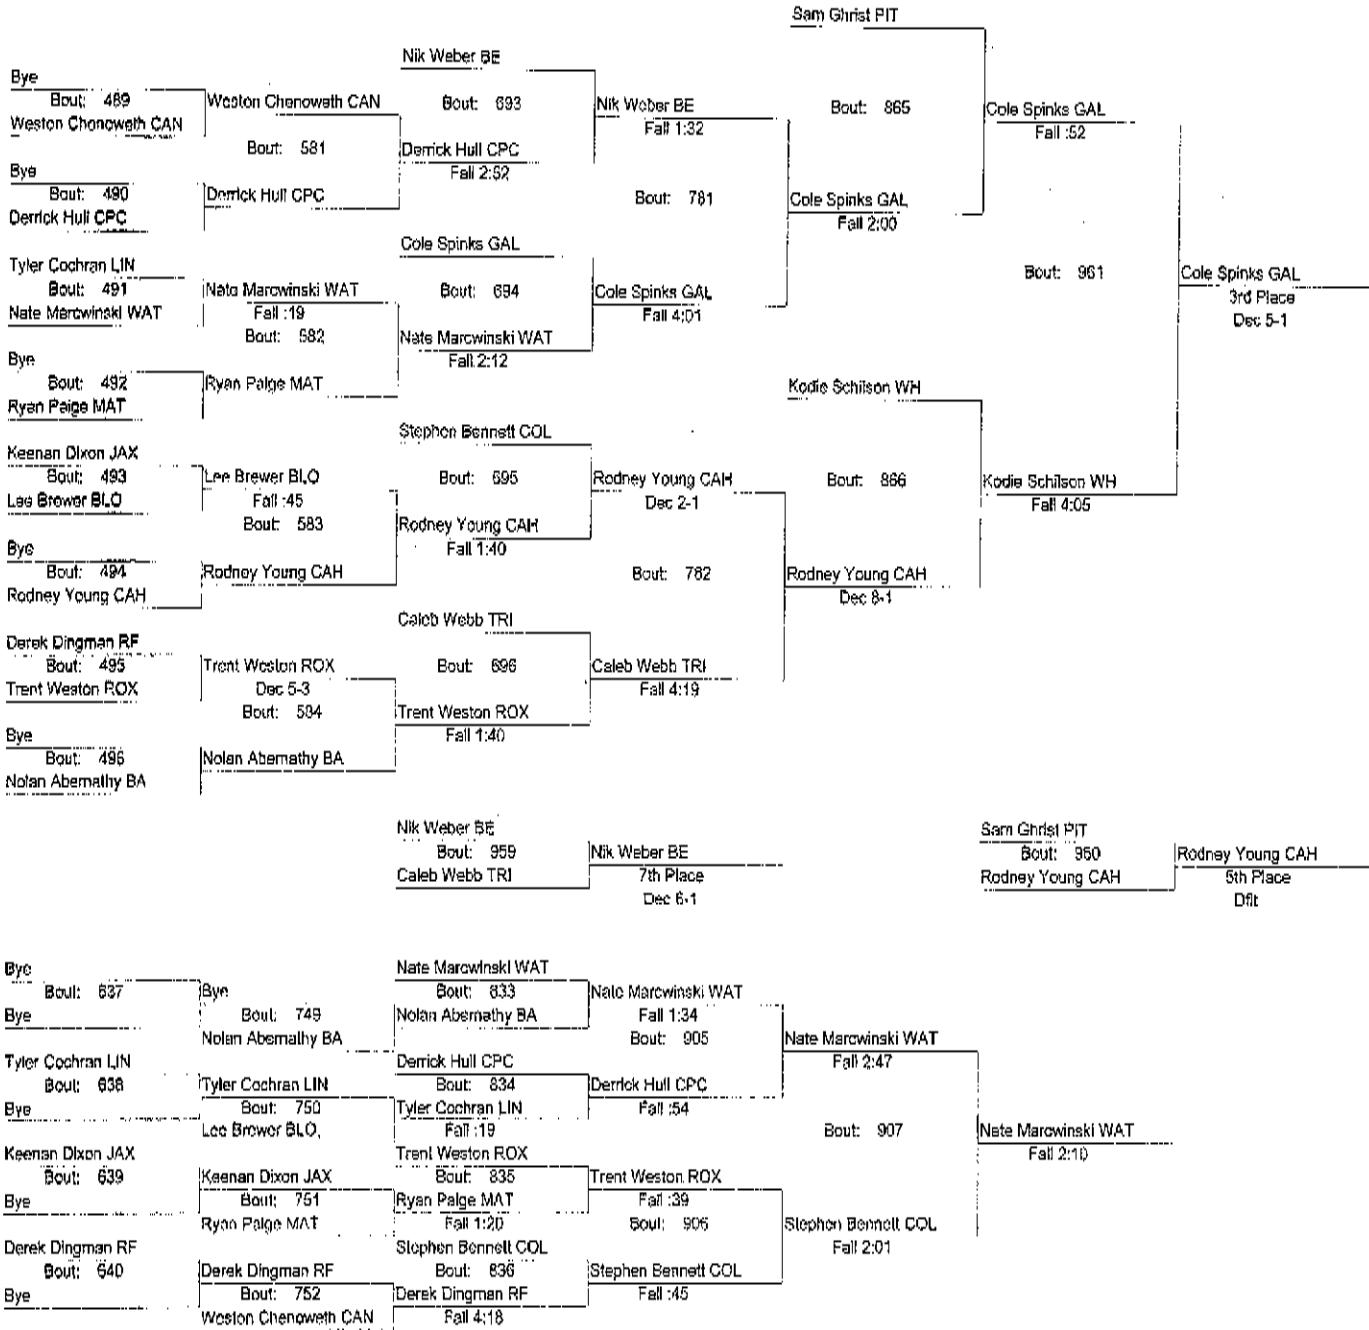 Sam Ghrist PIT
Nik Weber BE
Bye
Bout: 489
Weston Chenoweth CAN
Bout: 693
Nik Weber BE
Bout: 865
Cole Spinks GAL
Weston Chonoweth CAN
Fall 1:32
Fall :52
Bout: 581
Derrick Hull CPC
Bye
Fall 2:52
Bout: 490
Derrick Hull CPC
Bout: 781
Cole Spinks GAL
Derrick Hull CPC
Fall 2:00
Cole Spinks GAL
Tyler Cochran LIN
Bout: 961
Cole Spinks GAL
Bout: 491
Nato Marcwinski WAT
Bout: 694
Cole Spinks GAL
3rd Place
Nate Marcwinski WAT
Fall :19
Fall 4:01
Dec 5-1
Bout: 582
Nate Marcwinski WAT
Bye
Fall 2:12
Bout: 492
Ryan Paige MAT
Kodie Schilson WH
Ryan Paige MAT
Stephen Bennett COL
Keenan Dixon JAX
Bout: 493
Lee Brewer BLO
Bout: 695
Rodney Young CAH
Bout: 866
Kodie Schilson WH
Lee Brewer BLO
Fall :45
Dec 2-1
Fall 4:05
Bout: 583
Rodney Young CAH
Bye
Fall 1:40
Bout: 494
Rodney Young CAH
Bout: 782
Rodney Young CAH
Rodney Young CAH
Dec 8-1
Caleb Webb TRI
Derek Dingman RF
Bout: 495
Trent Weston ROX
Bout: 696
Caleb Webb TRI
Trent Weston ROX
Dec 5-3
Fall 4:19
Bout: 584
Trent Weston ROX
Bye
Fall 1:40
Bout: 496
Nolan Abernathy BA
Nolan Abernathy BA
Nik Weber BE
Sam Ghrist PIT
Bout: 959
Nik Weber BE
Bout: 960
Rodney Young CAH
Caleb Webb TRI
7th Place
Rodney Young CAH
5th Place
Dec 6-1
Dflt
Bye
Nate Marcwinski WAT
Bout: 637
Bye
Bout: 833
Nate Marcwinski WAT
Bye
Bout: 749
Nolan Abernathy BA
Fall 1:34
Nolan Abernathy BA
Bout: 905
Nate Marcwinski WAT
Tyler Cochran LIN
Derrick Hull CPC
Fall 2:47
Bout: 638
Tyler Cochran LIN
Bout: 834
Derrick Hull CPC
Bye
Bout: 750
Tyler Cochran LIN
Fall :54
Lee Brewer BLO
Fall :19
Bout: 907
Nate Marcwinski WAT
Keenan Dixon JAX
Trent Weston ROX
Fall 2:10
Bout: 639
Keenan Dixon JAX
Bout: 835
Trent Weston ROX
Bye
Bout: 751
Ryan Paige MAT
Fall :39
Ryan Paige MAT
Fall 1:20
Bout: 906
Stephen Bennett COL
Derek Dingman RF
Stephen Bennett COL
Fall 2:01
Bout: 640
Derek Dingman RF
Bout: 836
Stephen Bennett COL
Bye
Bout: 752
Derek Dingman RF
Fall :45
Weston Chenoweth CAN
Fall 4:18